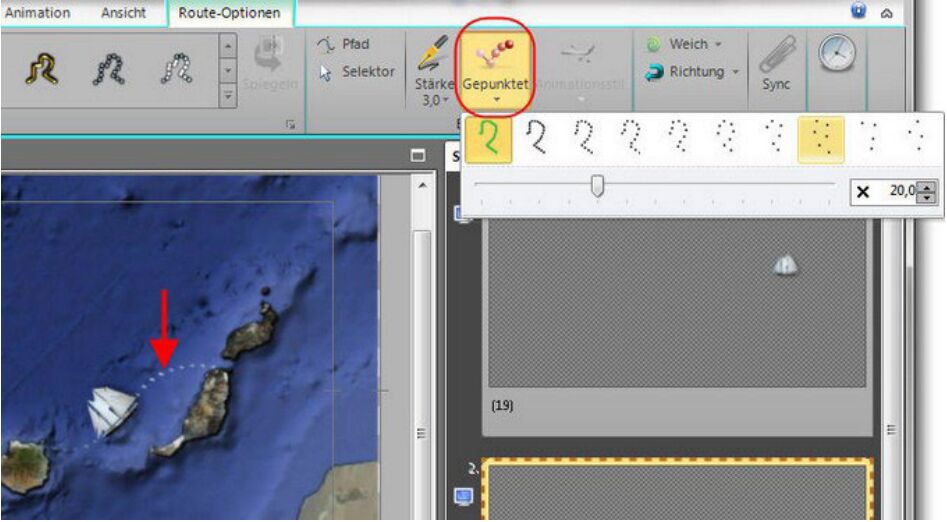 Animation Ansicht Route-Optionen
Pfad
Selektor
Spiegeln
Stärke
3,0
Gepunktet
Animationsstil
Weich
Richtung
Sync
20,0
(19)
2.